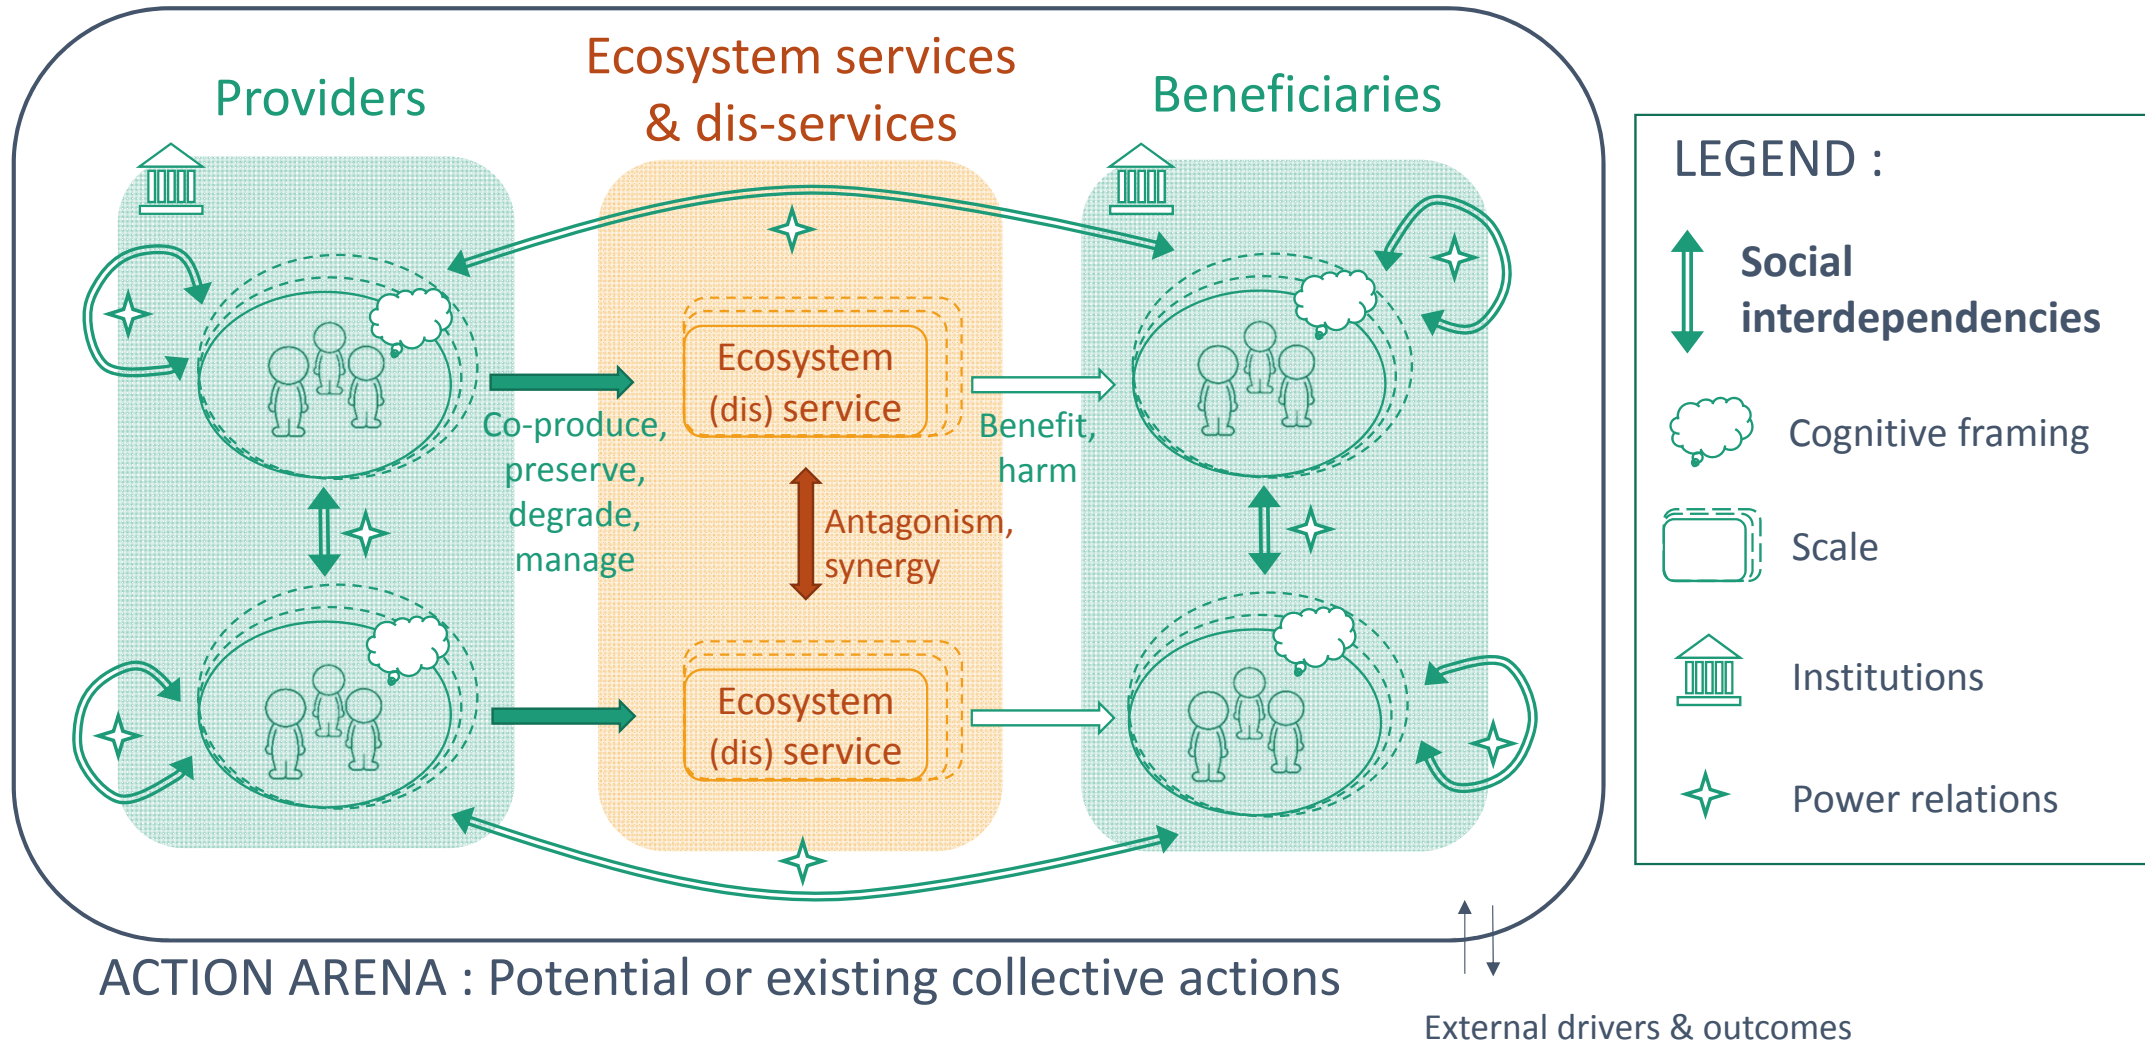 Providers
Ecosystem services
& dis-services
Beneficiaries
Ecosystem
(dis) service
Co-produce,
preserve,
degrade,
manage
Benefit,
harm
Antagonism,
synergy
Ecosystem
(dis) service
ACTION ARENA : Potential or existing collective actions
External drivers & outcomes
LEGEND :
Social
interdependencies
Cognitive framing
Scale
Institutions
Power relations